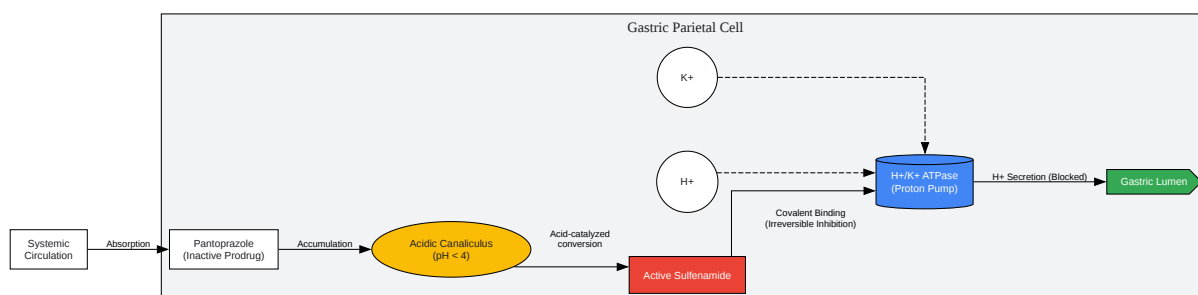 Gastric Parietal Cell
K+
H+
H+/K+ ATPase
(Proton Pump)
H+ Secretion (Blocked)
Gastric Lumen
Covalent Binding
(Irreversible Inhibition)
Systemic
Circulation
Absorption
Pantoprazole
(Inactive Prodrug)
Accumulation
Acidic Canaliculus
(pH < 4)
Acid-catalyzed
conversion
Active Sulfenamide